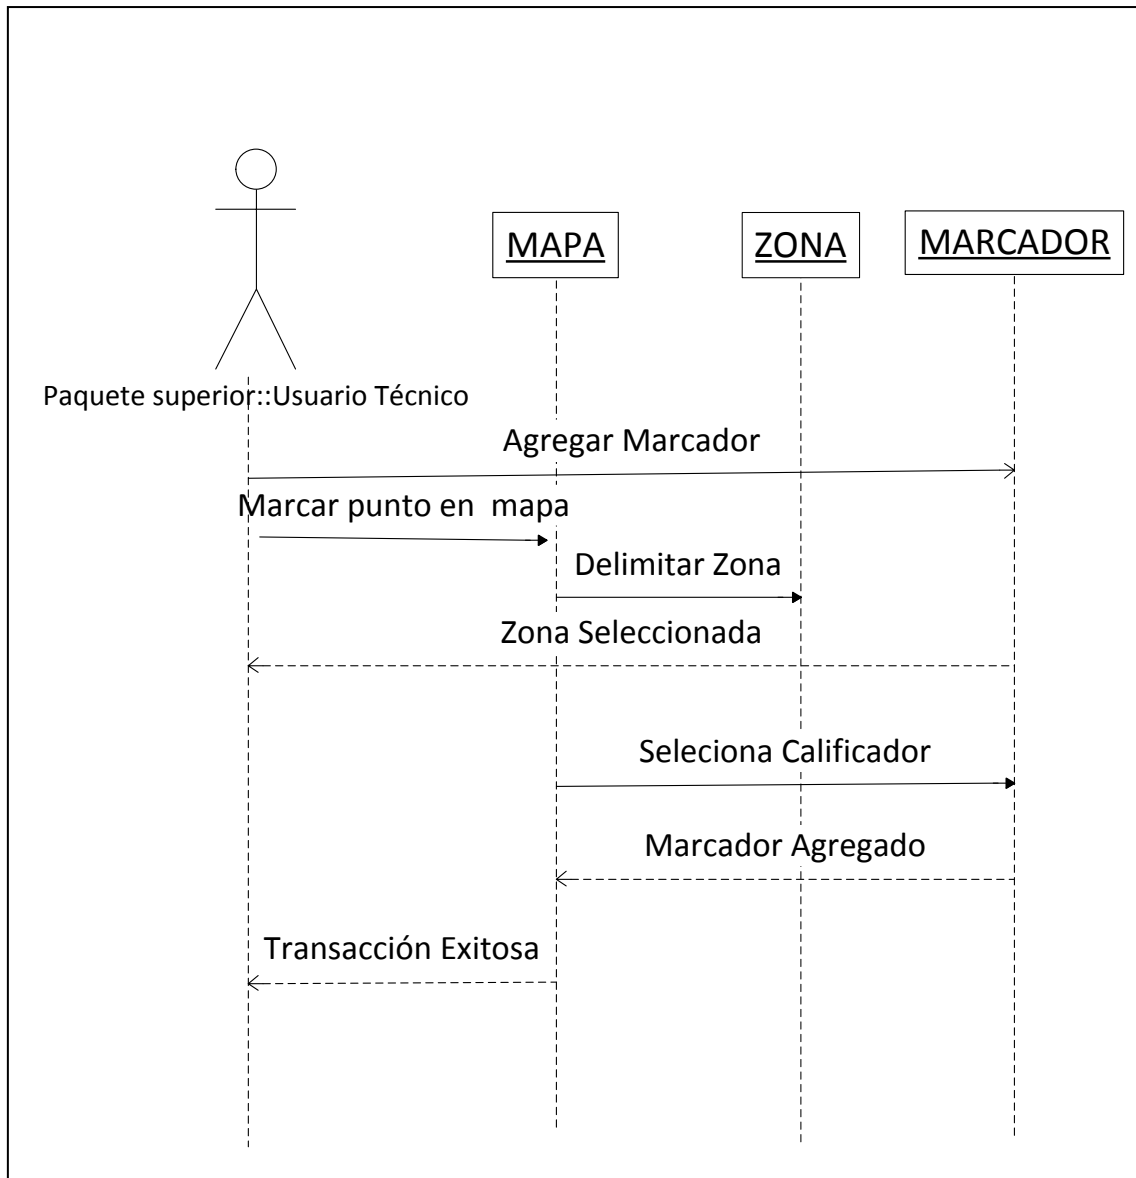 MAPA
ZONA
MARCADOR
Paquete superior::Usuario Técnico
Agregar Marcador
Marcar punto en  mapa
Delimitar Zona
Zona Seleccionada
Seleciona Calificador
Marcador Agregado
Transacción Exitosa